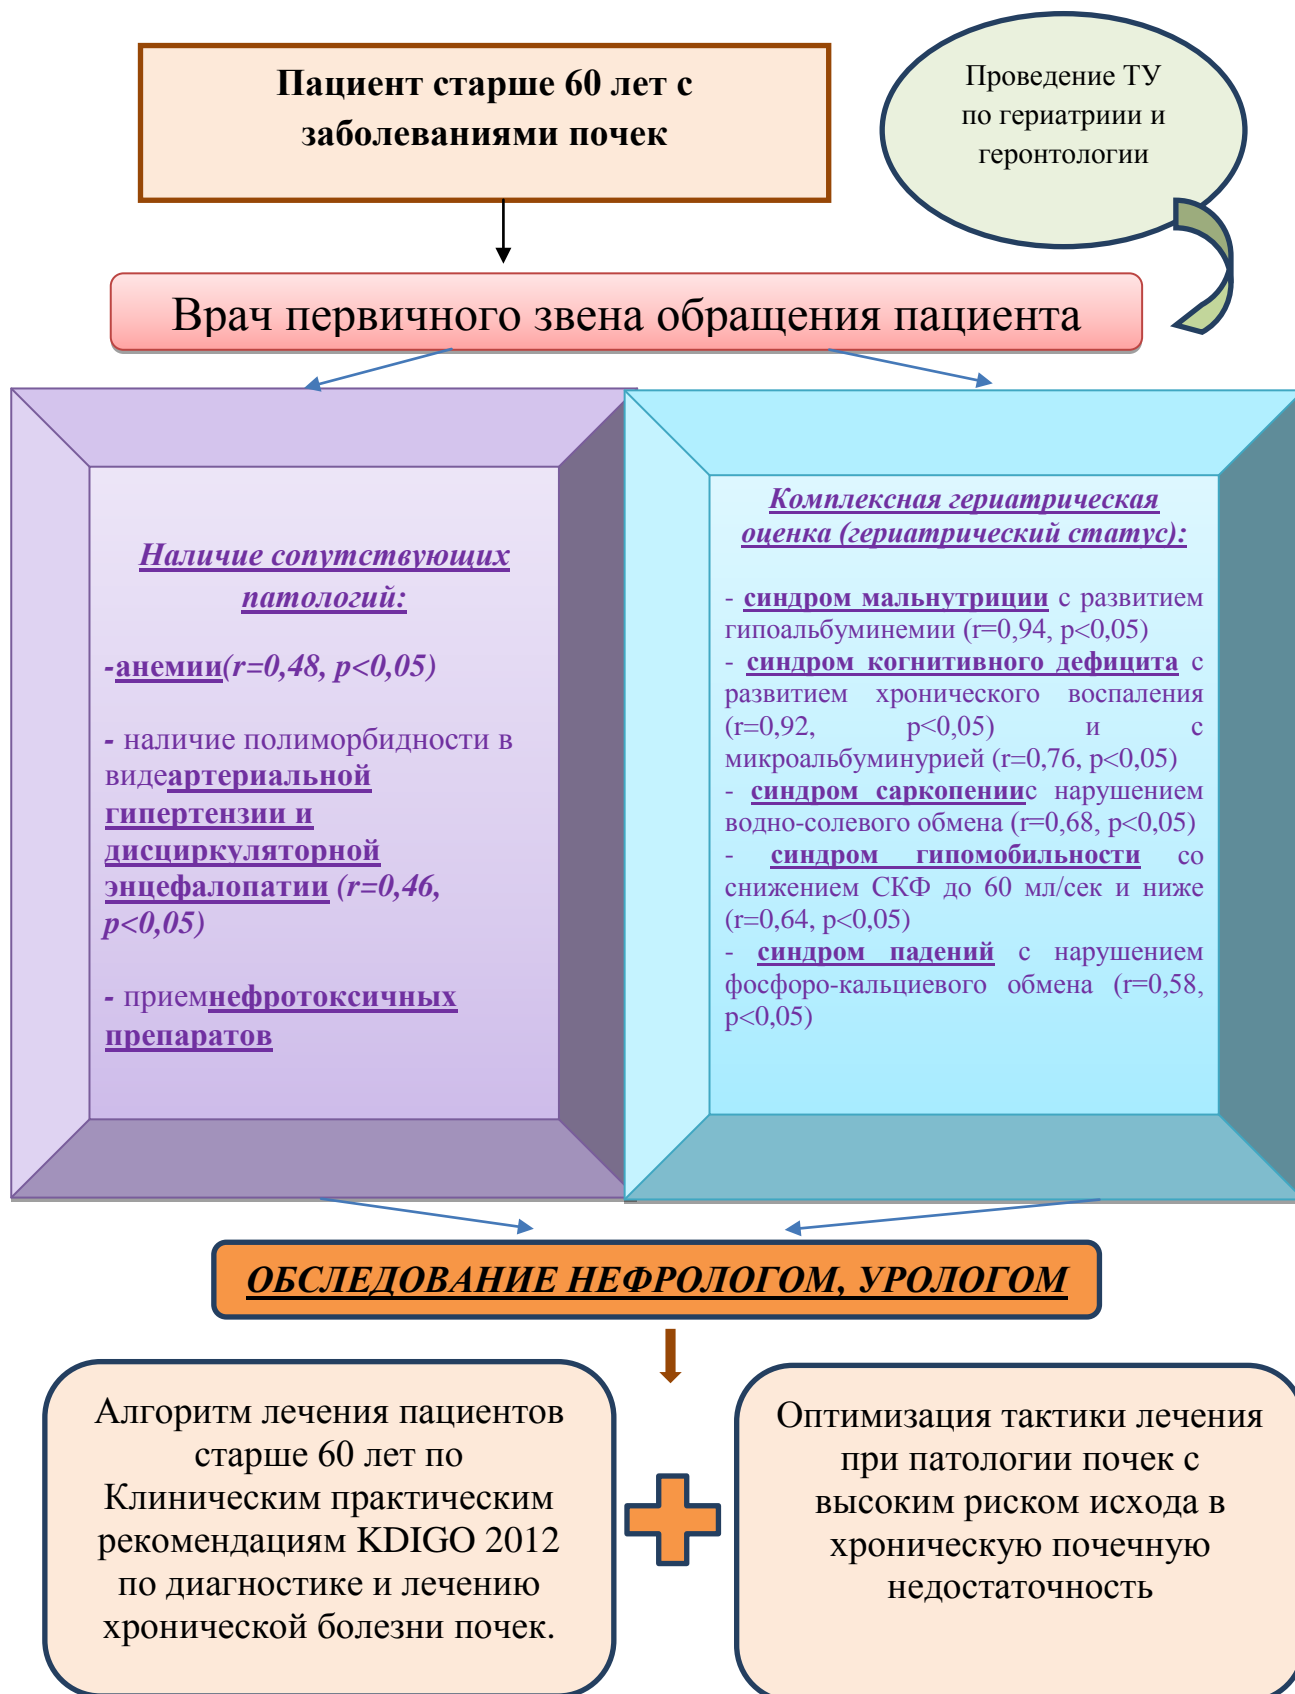 Пациент старше 60 лет с
заболеваниями почек
Проведение ТУ
по гериатриии и
геронтологии
Врач первичного звена обращения пациента
Наличие сопутствующих
патологий:
-анемии(r=0,48, p<0,05)
- наличие полиморбидности в
видеартериальной
гипертензии и
дисциркуляторной
энцефалопатии (r=0,46,
p<0,05)
- приемнефротоксичных
препаратов
Комплексная гериатрическая
оценка (гериатрический статус):
- синдром мальнутриции с развитием
гипоальбуминемии (r=0,94, p<0,05)
- синдром когнитивного дефицита с
развитием хронического воспаления
(r=0,92, p<0,05) и с
микроальбуминурией (r=0,76, p<0,05)
- синдром саркопениис нарушением
водно-солевого обмена (r=0,68, p<0,05)
- синдром гипомобильности со
снижением СКФ до 60 мл/сек и ниже
(r=0,64, p<0,05)
- синдром падений с нарушением
фосфоро-кальциевого обмена (r=0,58,
p<0,05)
ОБСЛЕДОВАНИЕ НЕФРОЛОГОМ, УРОЛОГОМ
Алгоритм лечения пациентов
старше 60 лет по
Клиническим практическим
рекомендациям KDIGO 2012
по диагностике и лечению
хронической болезни почек.
Оптимизация тактики лечения
при патологии почек с
высоким риском исхода в
хроническую почечную
недостаточность